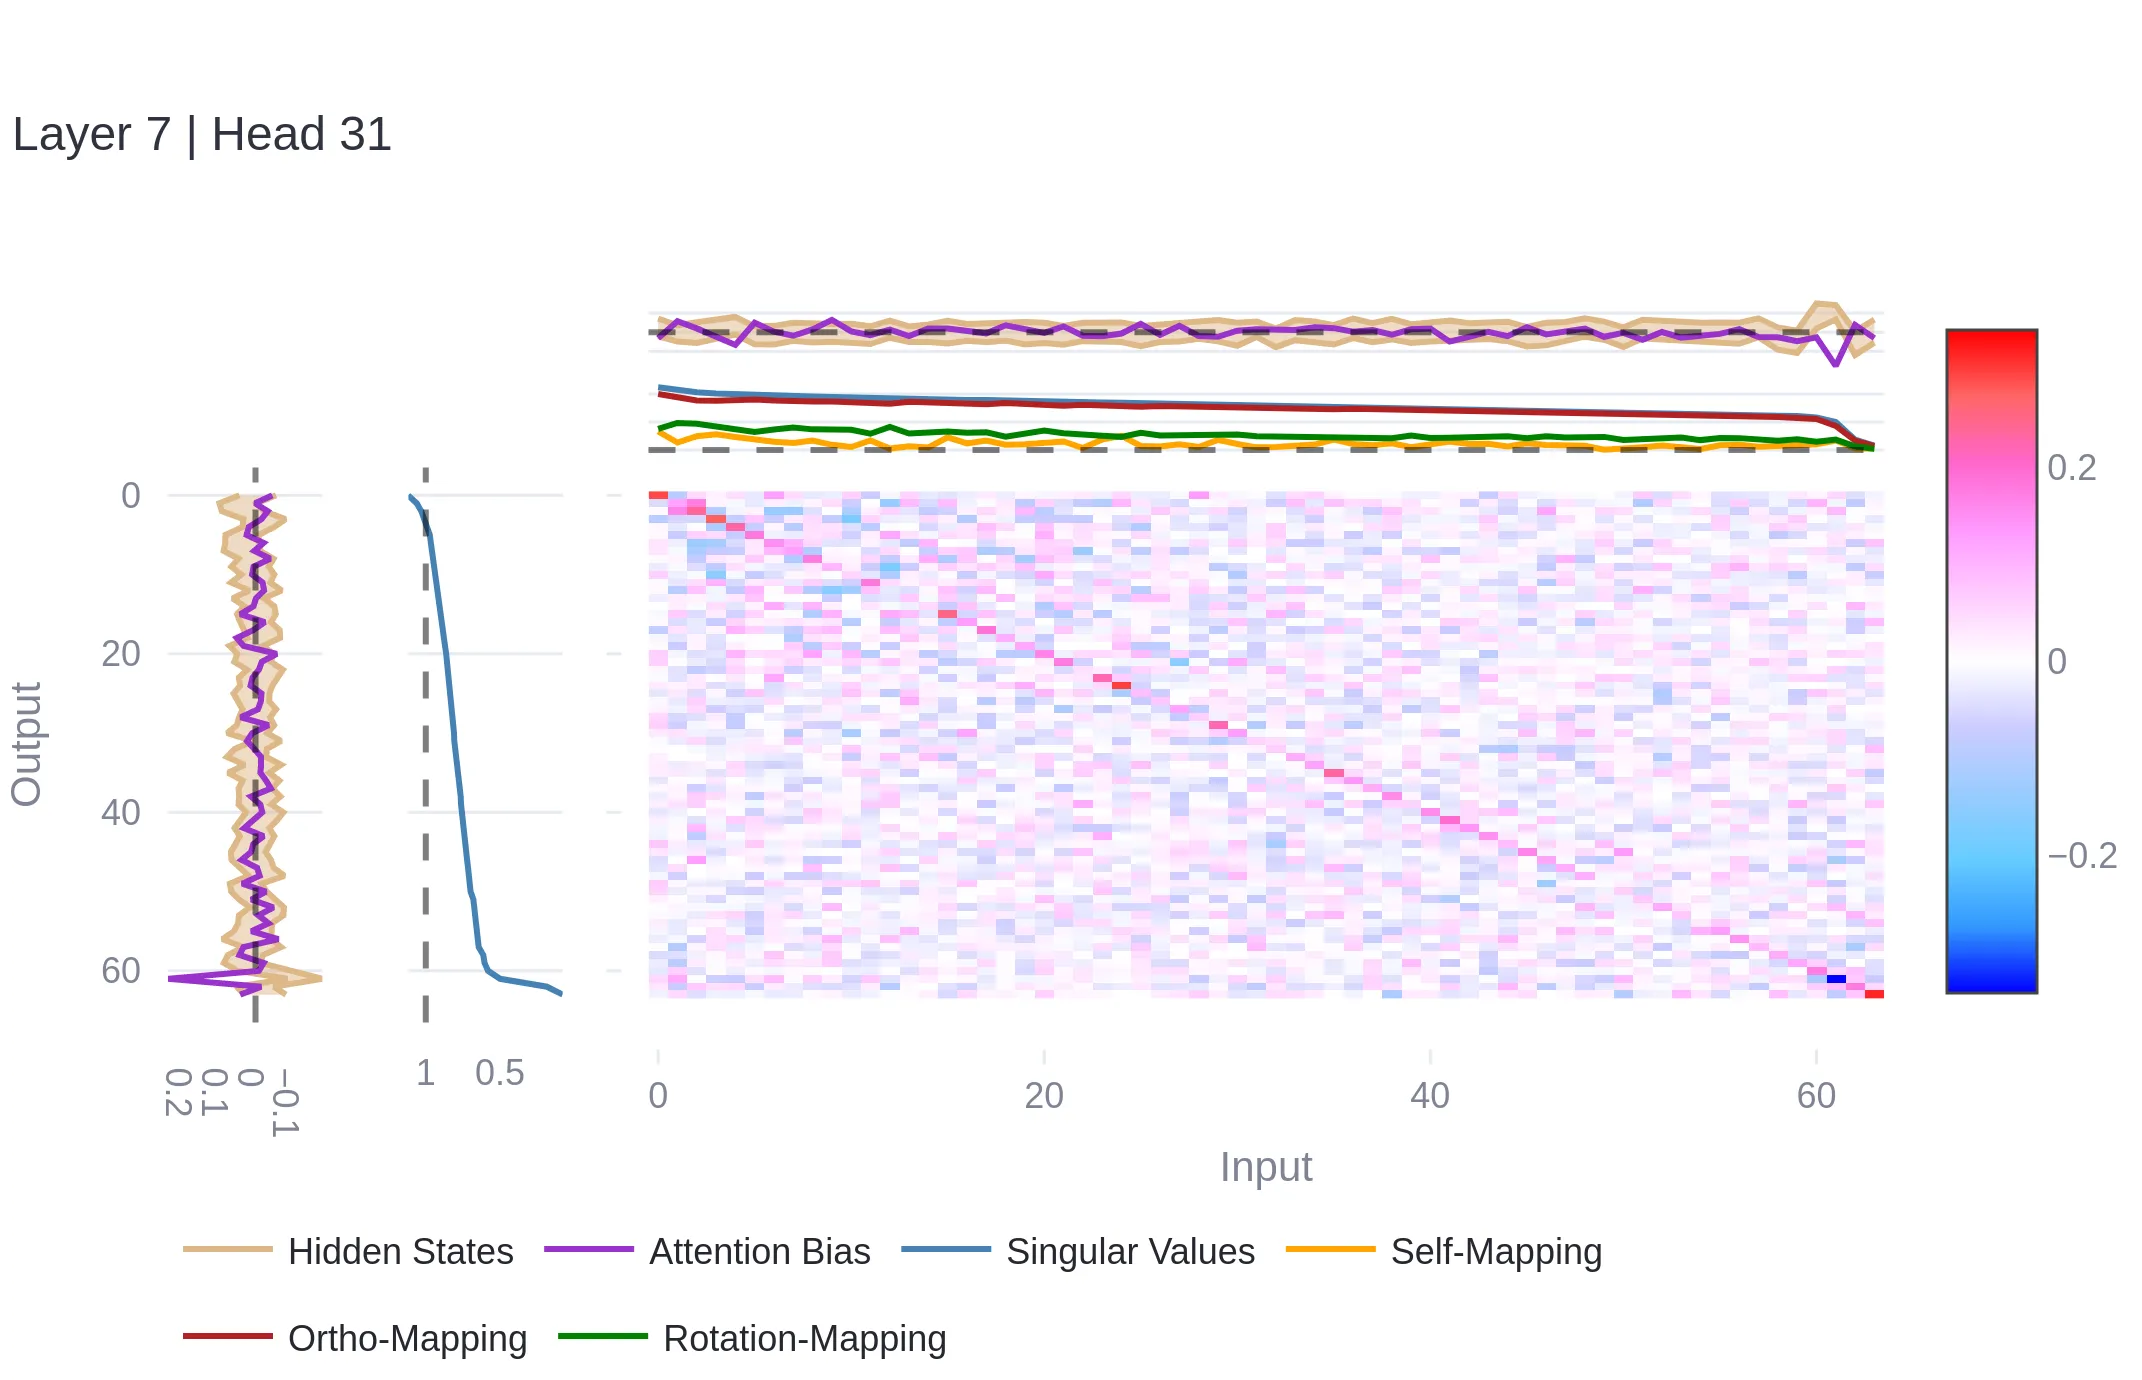 Layer 7 | Head 31
0
20
40
60
Output
0.2
0.1
0
−0.1
1
0.5
0
20
40
60
Input
0.2
0
−0.2
Hidden States
Attention Bias
Singular Values
Self-Mapping
Ortho-Mapping
Rotation-Mapping